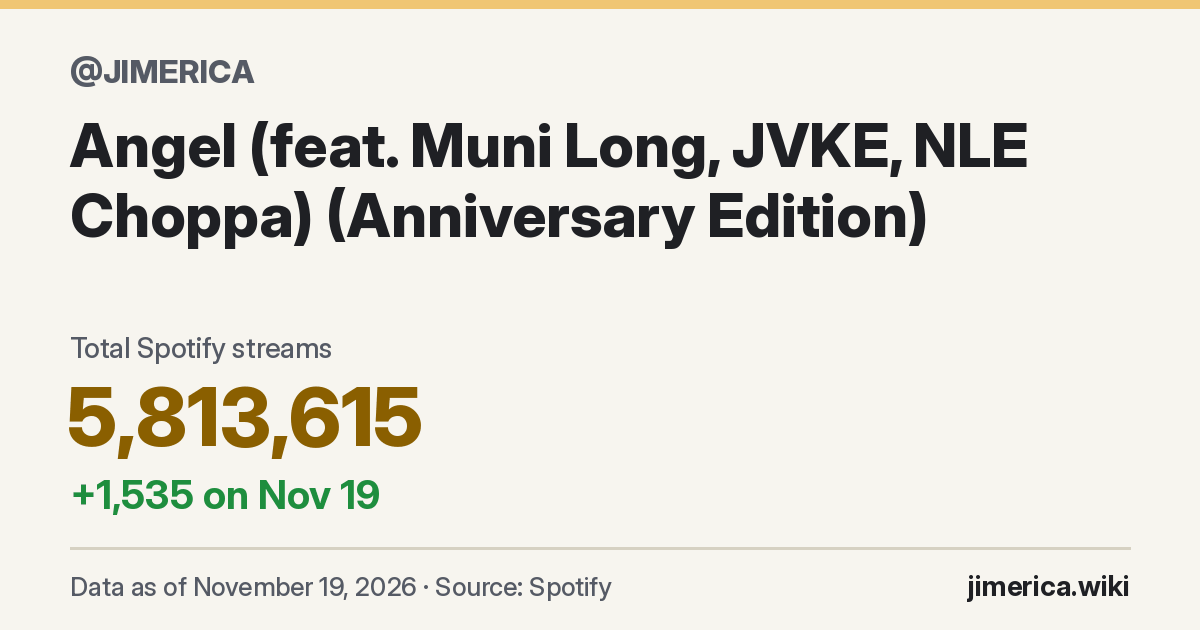 @JIMERICA
Angel (feat. Muni Long, JVKE, NLE
Choppa) (Anniversary Edition)
Total Spotify streams
5,813,615
+1,535 on Nov 19
Data as of November 19, 2026 · Source: Spotify
jimerica.wiki